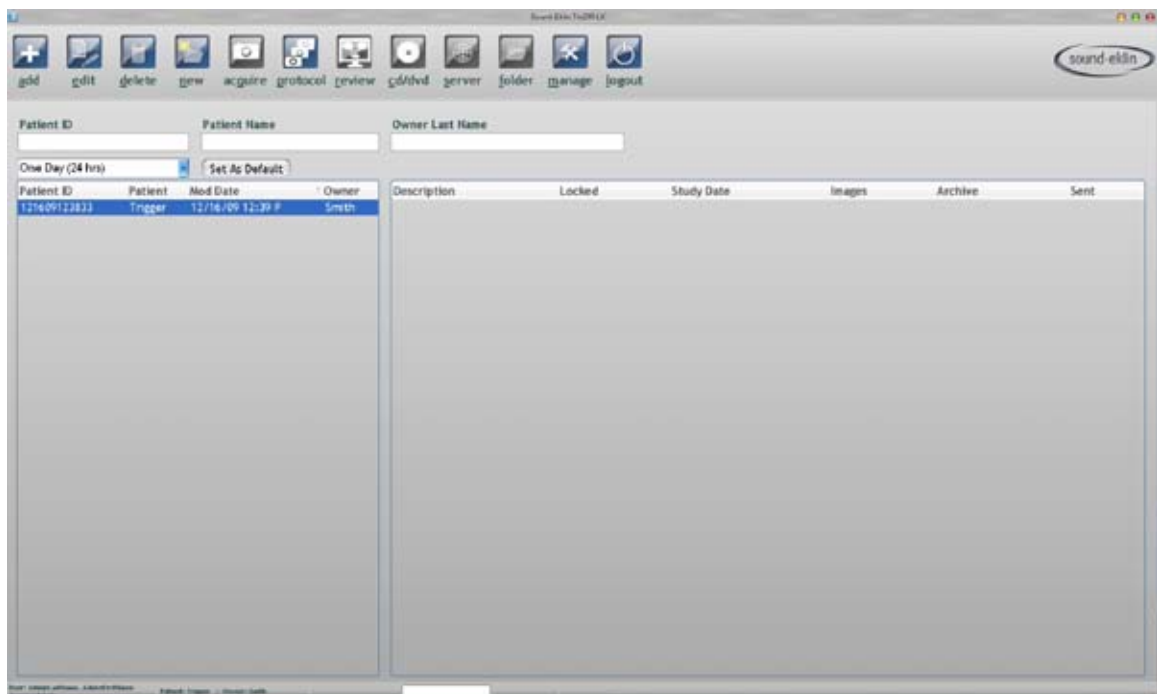 add edit delete new acquire protocol review cd/dvd server folder manage logout
sound-eklin
Patient ID Patient Name Owner Last Name
One Day (24 hrs) Set As Default
Patient ID Patient Mod Date Owner Description Locked Study Date Images Archive Sent
121609123833 Trigger 12/16/09 12:39 P Smith